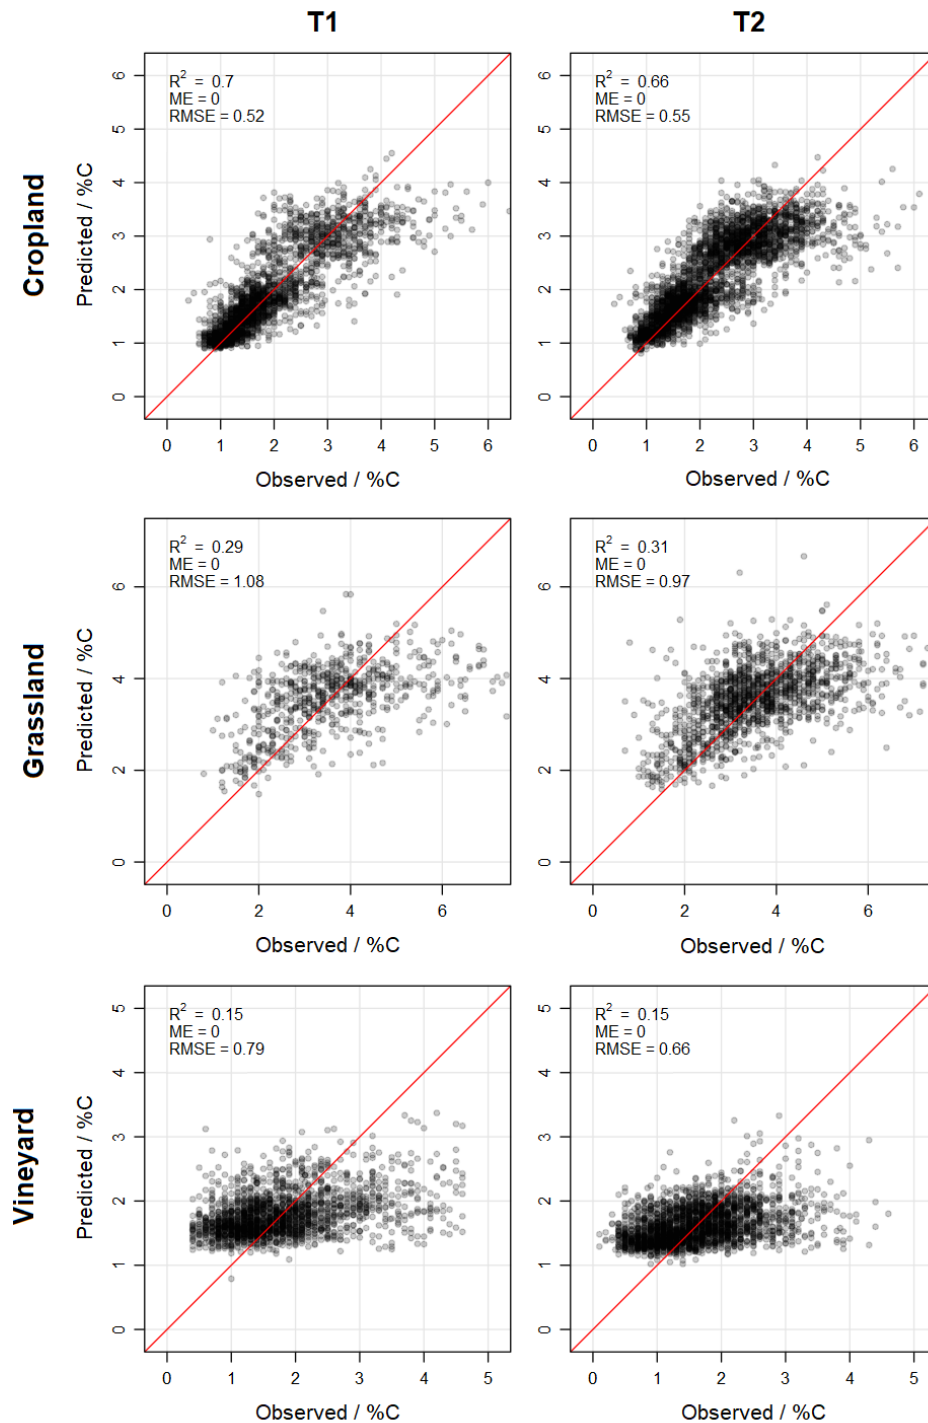 T1
T2
Cropland
Predicted / %C
R² = 0.7
ME = 0
RMSE = 0.52
0 1 2 3 4 5 6
0 1 2 3 4 5 6
Observed / %C
R² = 0.66
ME = 0
RMSE = 0.55
0 1 2 3 4 5 6
0 1 2 3 4 5 6
Observed / %C
Grassland
Predicted / %C
R² = 0.29
ME = 0
RMSE = 1.08
0 2 4 6
0 2 4 6
Observed / %C
R² = 0.31
ME = 0
RMSE = 0.97
0 2 4 6
0 2 4 6
Observed / %C
Vineyard
Predicted / %C
R² = 0.15
ME = 0
RMSE = 0.79
0 1 2 3 4 5
0 1 2 3 4 5
Observed / %C
R² = 0.15
ME = 0
RMSE = 0.66
0 1 2 3 4 5
0 1 2 3 4 5
Observed / %C